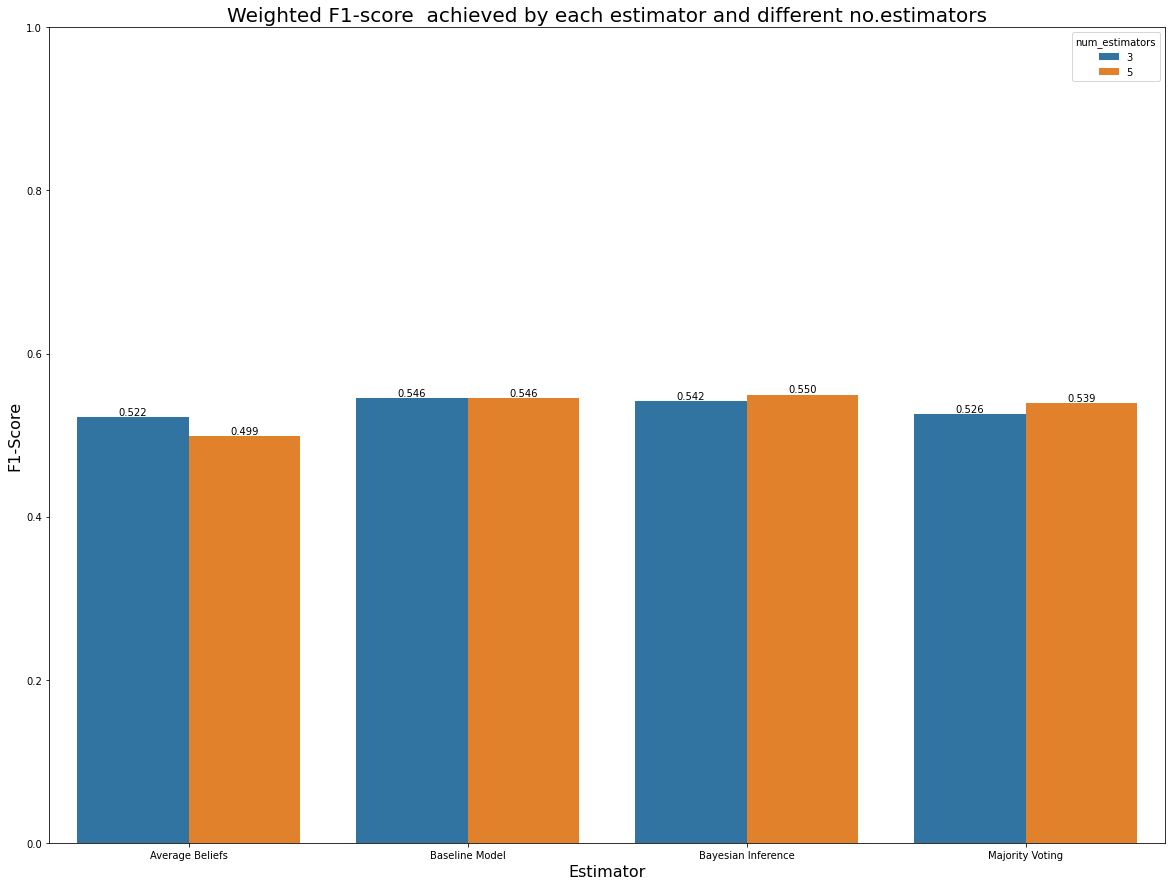 Weighted F1-score  achieved by each estimator and different no.estimators
num_estimators
3
5
1.0
0.8
0.6
0.4
0.2
0.0
F1-Score
0.522
0.499
0.546
0.546
0.542
0.550
0.526
0.539
Average Beliefs
Baseline Model
Bayesian Inference
Majority Voting
Estimator